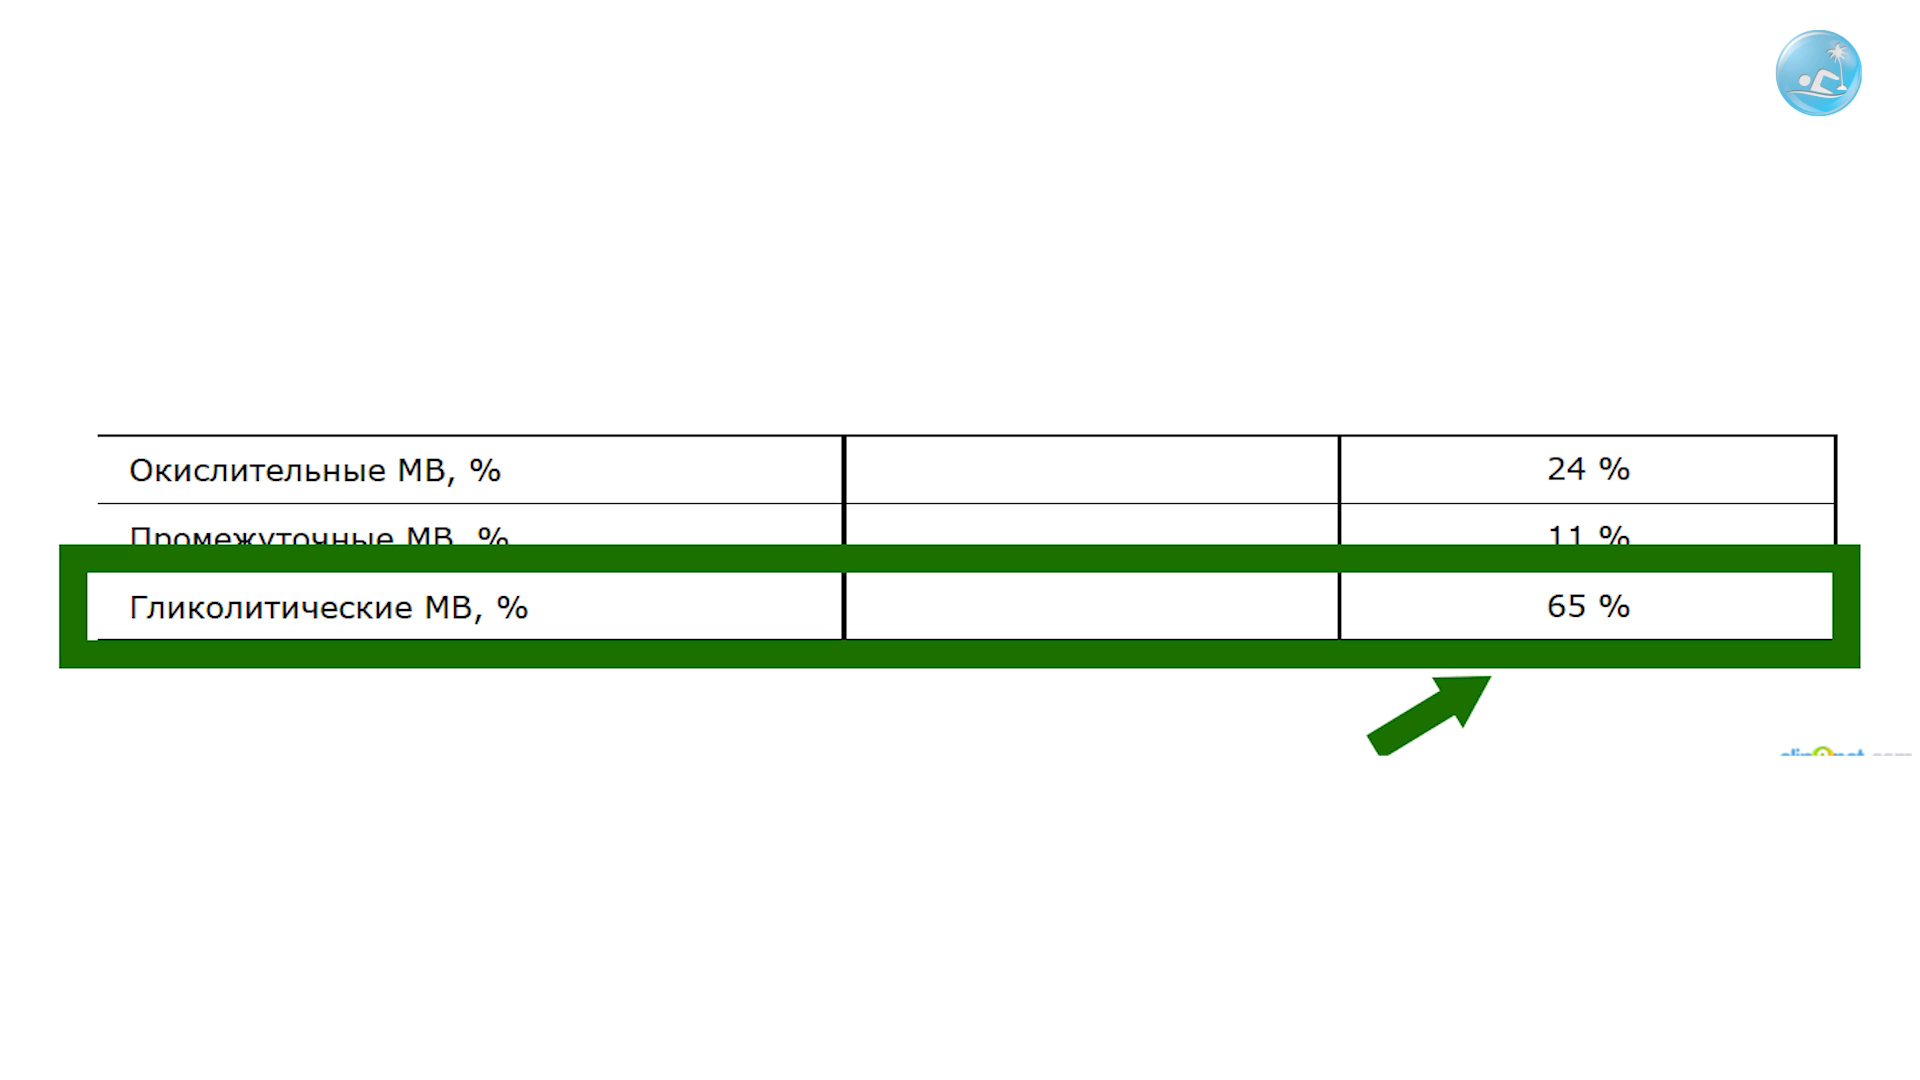 Окислительные МВ, % 24 %
Промежуточные МВ, % 11 %
Гликолитические МВ, % 65 %